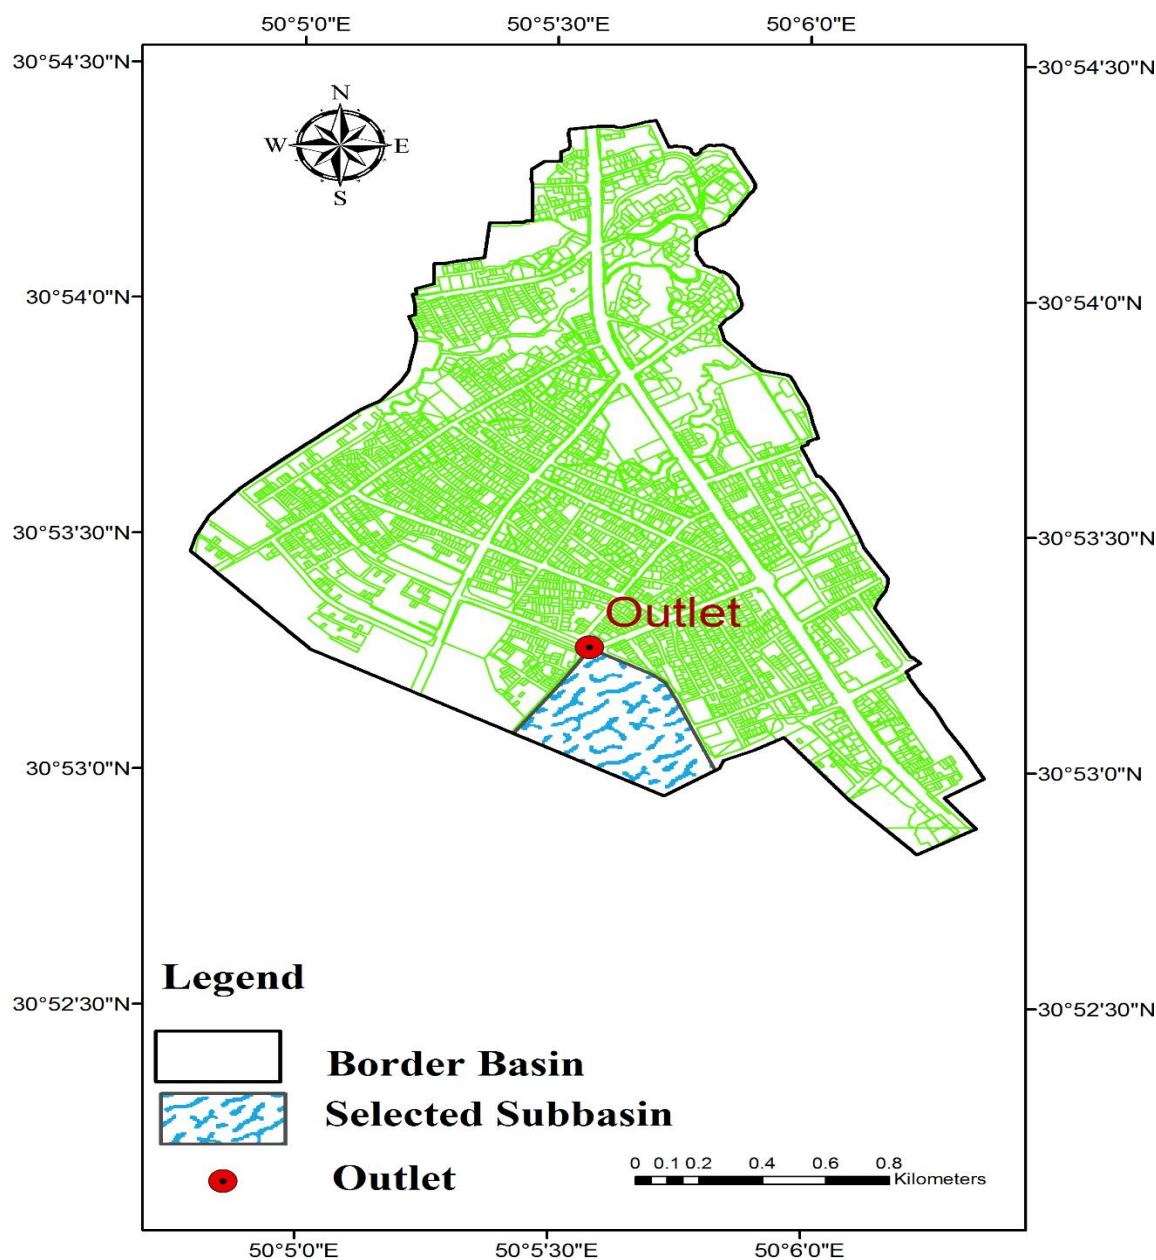 50°5'0"E 50°5'30"E 50°6'0"E
30°54'30"N 30°54'30"N
N
W E
S
30°54'0"N 30°54'0"N
30°53'30"N 30°53'30"N
Outlet
30°53'0"N 30°53'0"N
Legend
30°52'30"N 30°52'30"N
Border Basin
Selected Subbasin
Outlet
0 0.1 0.2 0.4 0.6 0.8
Kilometers
50°5'0"E 50°5'30"E 50°6'0"E